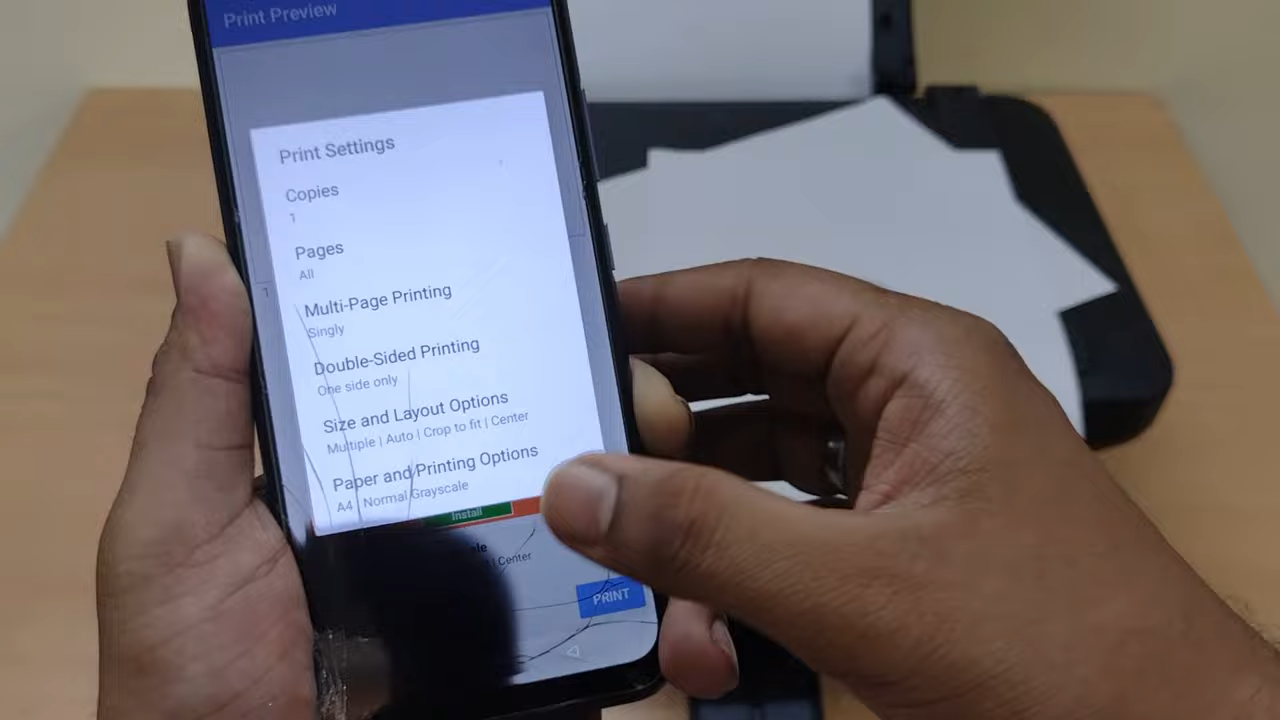 Print Preview
Print Settings
Copies
1
Pages
All
1
Multi-Page Printing
Singly
Double-Sided Printing
One side only
Size and Layout Options
Multiple | Auto | Crop to fit | Center
Paper and Printing Options
A4 | Normal Grayscale
Install
| Center
PRINT